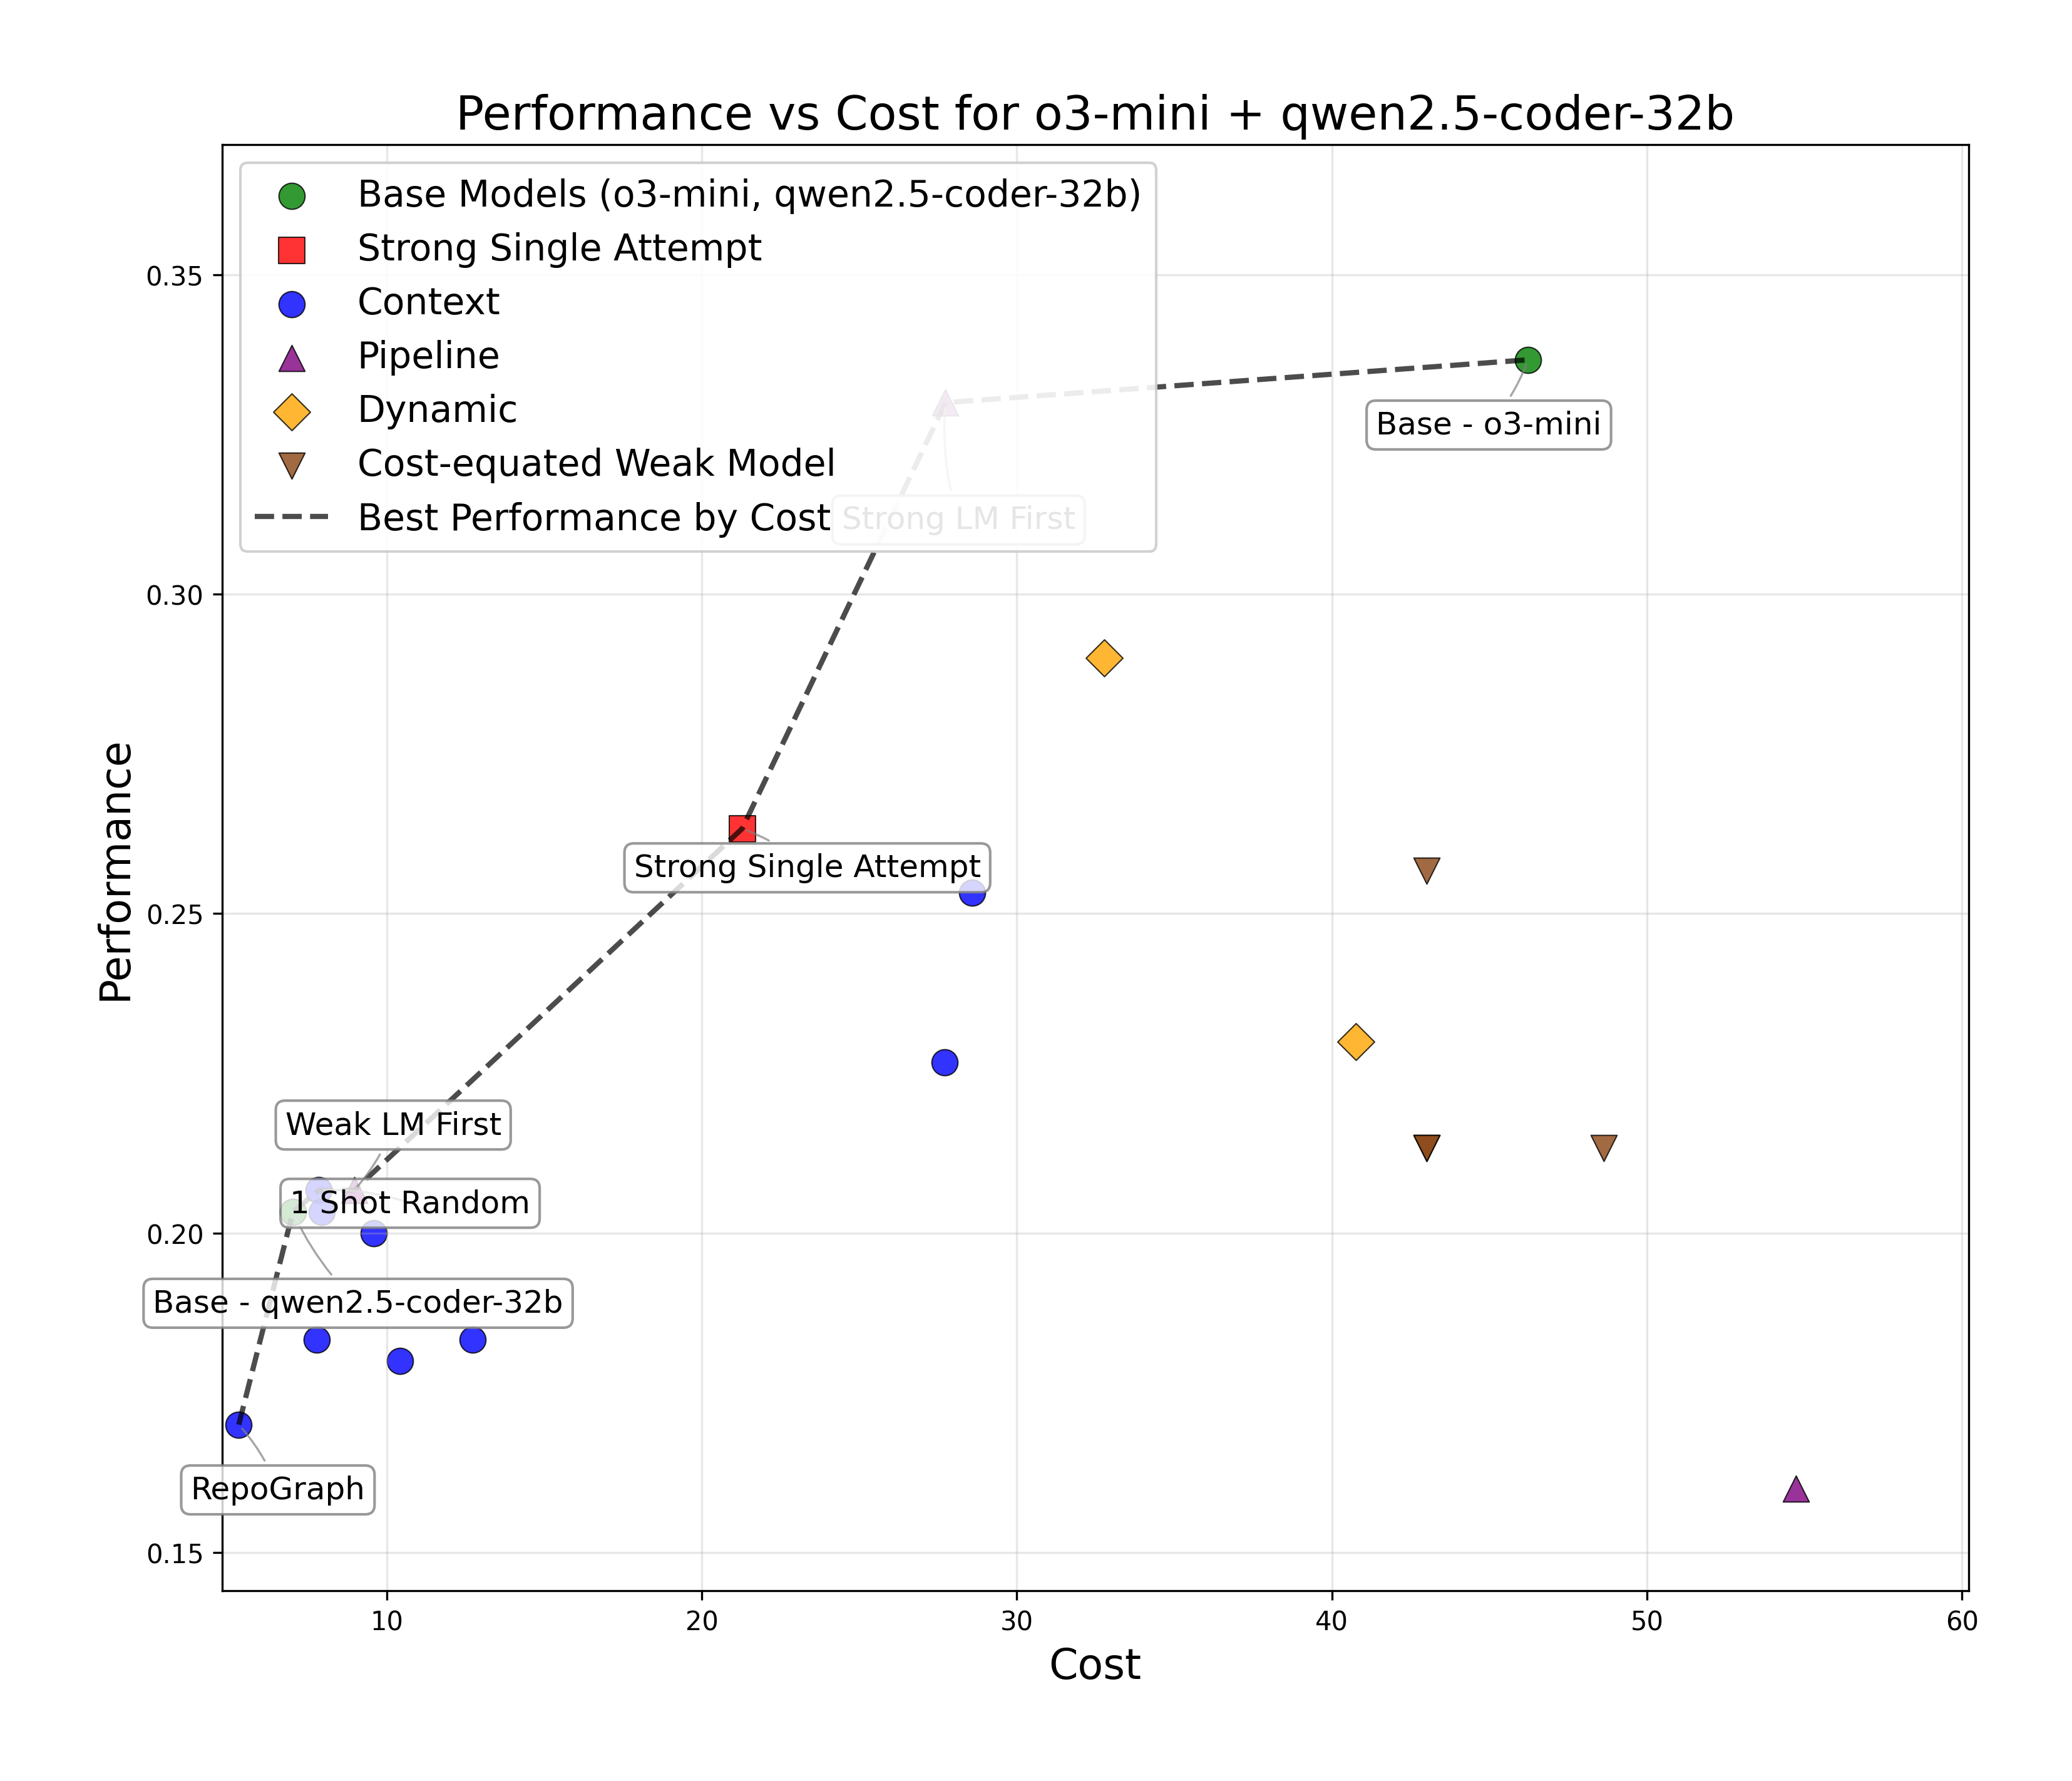 Performance vs Cost for o3-mini + qwen2.5-coder-32b
Base Models (o3-mini, qwen2.5-coder-32b)
Strong Single Attempt
Context
Pipeline
Dynamic
Cost-equated Weak Model
Best Performance by Cost
Strong LM First
Base - o3-mini
Strong Single Attempt
Weak LM First
1 Shot Random
Base - qwen2.5-coder-32b
RepoGraph
Performance
0.35
0.30
0.25
0.20
0.15
10
20
30
40
50
60
Cost